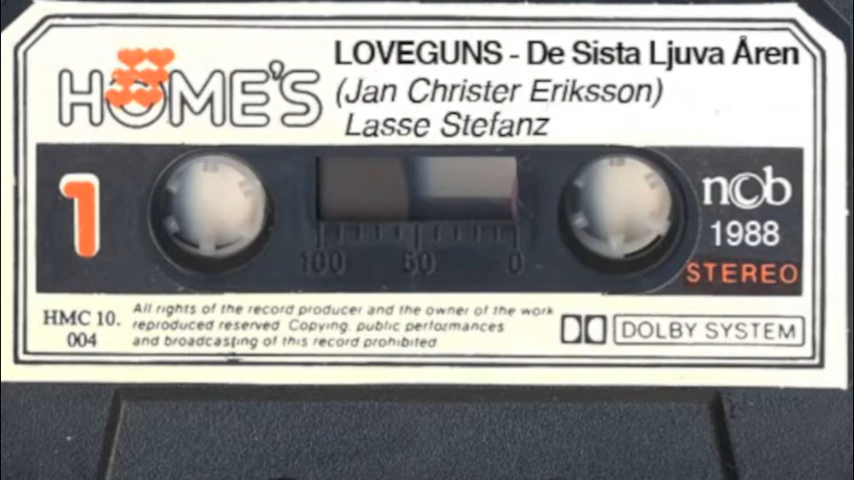 HOME'S
LOVEGUNS - De Sista Ljuva Åren
(Jan Christer Eriksson)
Lasse Stefanz
1
100 50 0
ncb
1988
STEREO
HMC 10.
004
All rights of the record producer and the owner of the work
reproduced reserved. Copying, public performances
and broadcasting of this record prohibited
DOLBY SYSTEM